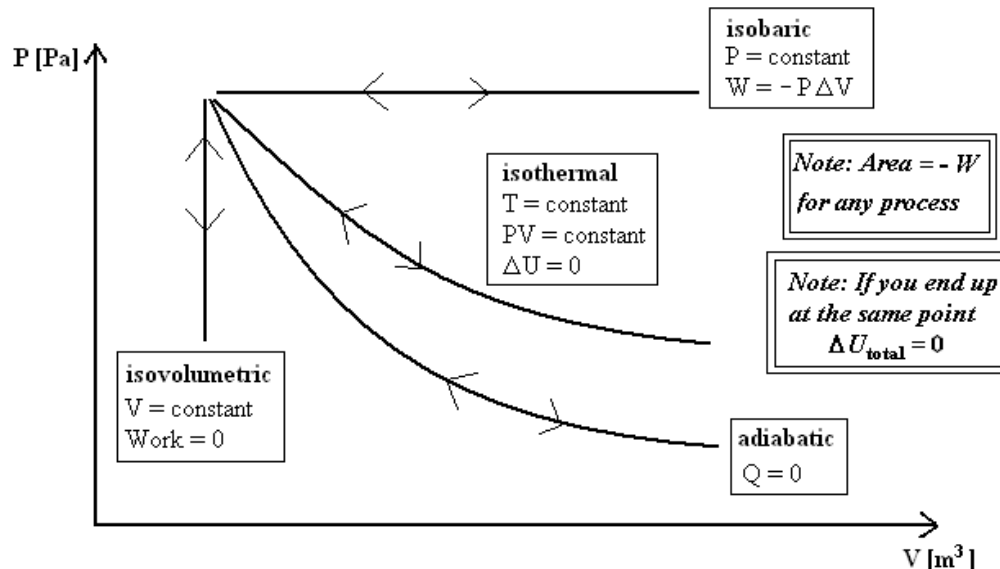 P [Pa]
isobaric
P = constant
W = - P ΔV
Note: Area = - W
for any process
isothermal
T = constant
PV = constant
ΔU = 0
Note: If you end up
at the same point
ΔU_total = 0
isovolumetric
V = constant
Work = 0
adiabatic
Q = 0
V [m³]